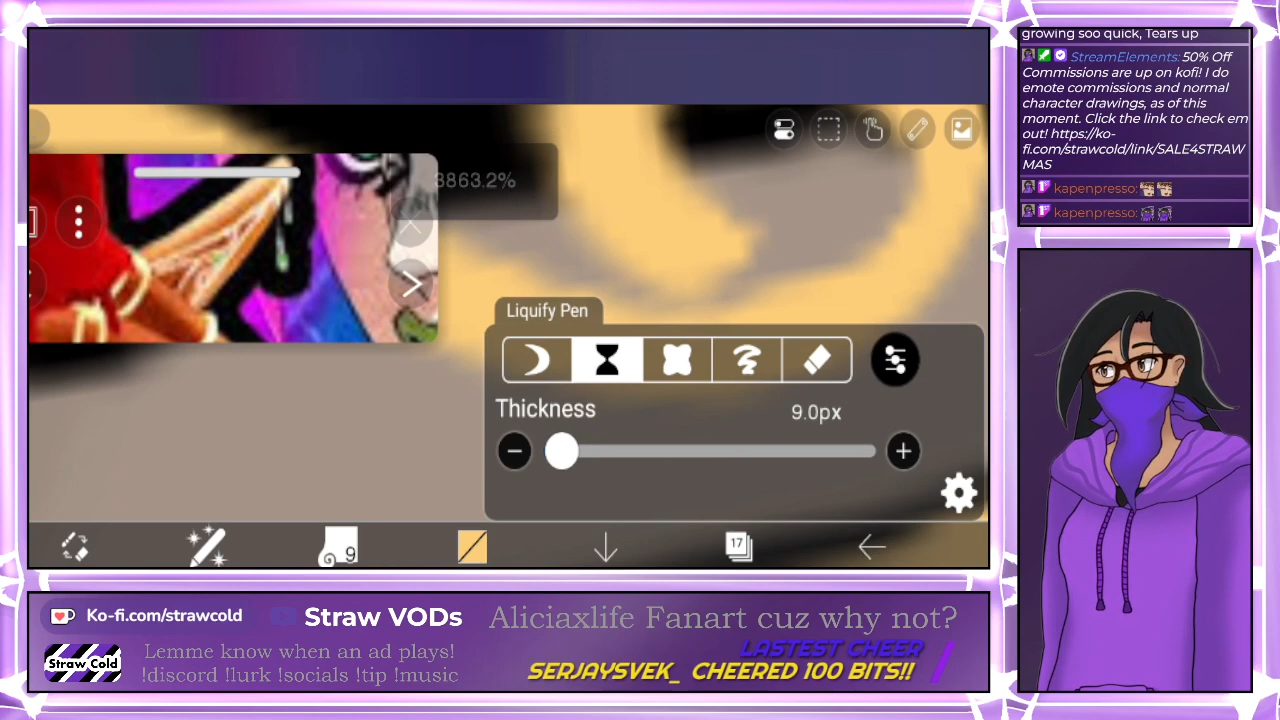 3863.2%
Liquify Pen
Thickness
9.0px
9
17
growing soo quick, Tears up
StreamElements: 50% Off
Commissions are up on kofi! I do
emote commissions and normal
character drawings, as of this
moment. Click the link to check em
out! https://ko-
fi.com/strawcold/link/SALE4STRAW
MAS
kapenpresso:
kapenpresso:
Ko-fi.com/strawcold
Straw VODs
Aliciaxlife Fanart cuz why not?
Straw Cold
Lemme know when an ad plays!
!discord !lurk !socials !tip !music
LASTEST CHEER
SERJAYSVEK_ CHEERED 100 BITS!!